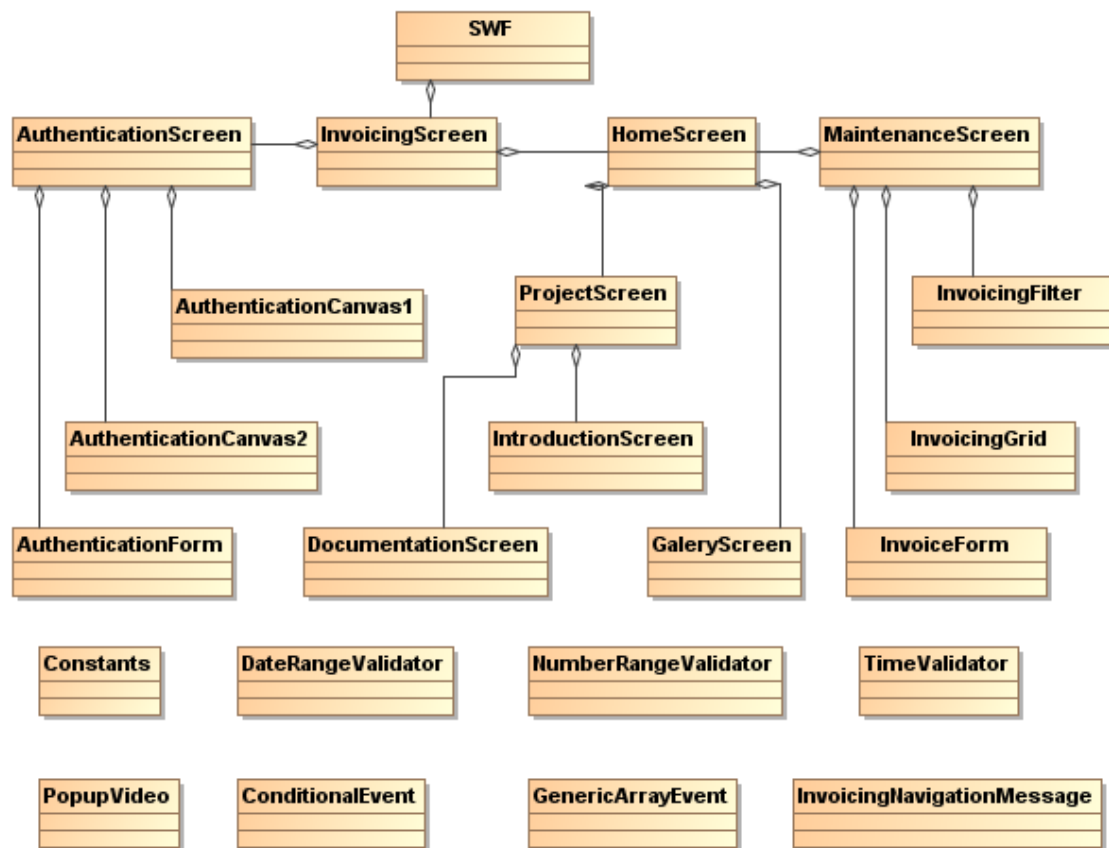 SWF
AuthenticationScreen
InvoicingScreen
HomeScreen
MaintenanceScreen
AuthenticationCanvas1
ProjectScreen
InvoicingFilter
AuthenticationCanvas2
IntroductionScreen
InvoicingGrid
AuthenticationForm
DocumentationScreen
GaleryScreen
InvoiceForm
Constants
DateRangeValidator
NumberRangeValidator
TimeValidator
PopupVideo
ConditionalEvent
GenericArrayEvent
InvoicingNavigationMessage